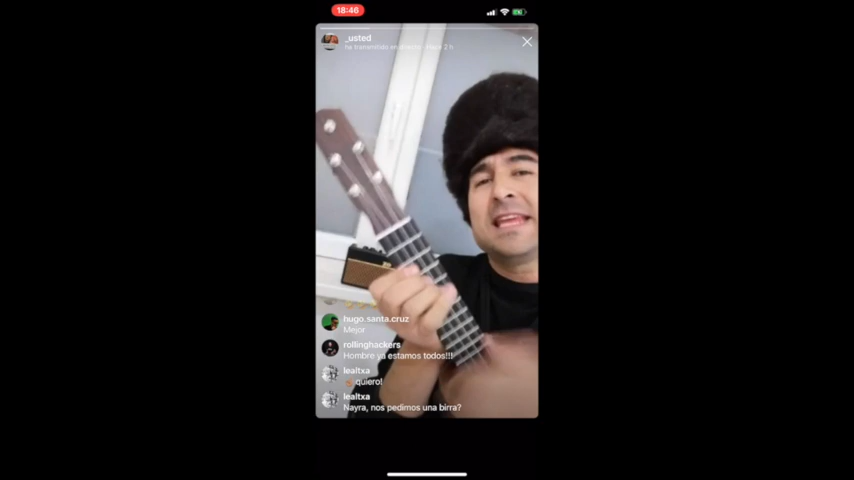 18:46
_usted
ha transmitido en directo · Hace 2 h
hugo.santa.cruz
Mejor
rollinghackers
Hombre ya estamos todos!!!
lealtxa
quiero!
lealtxa
Nayra, nos pedimos una birra?